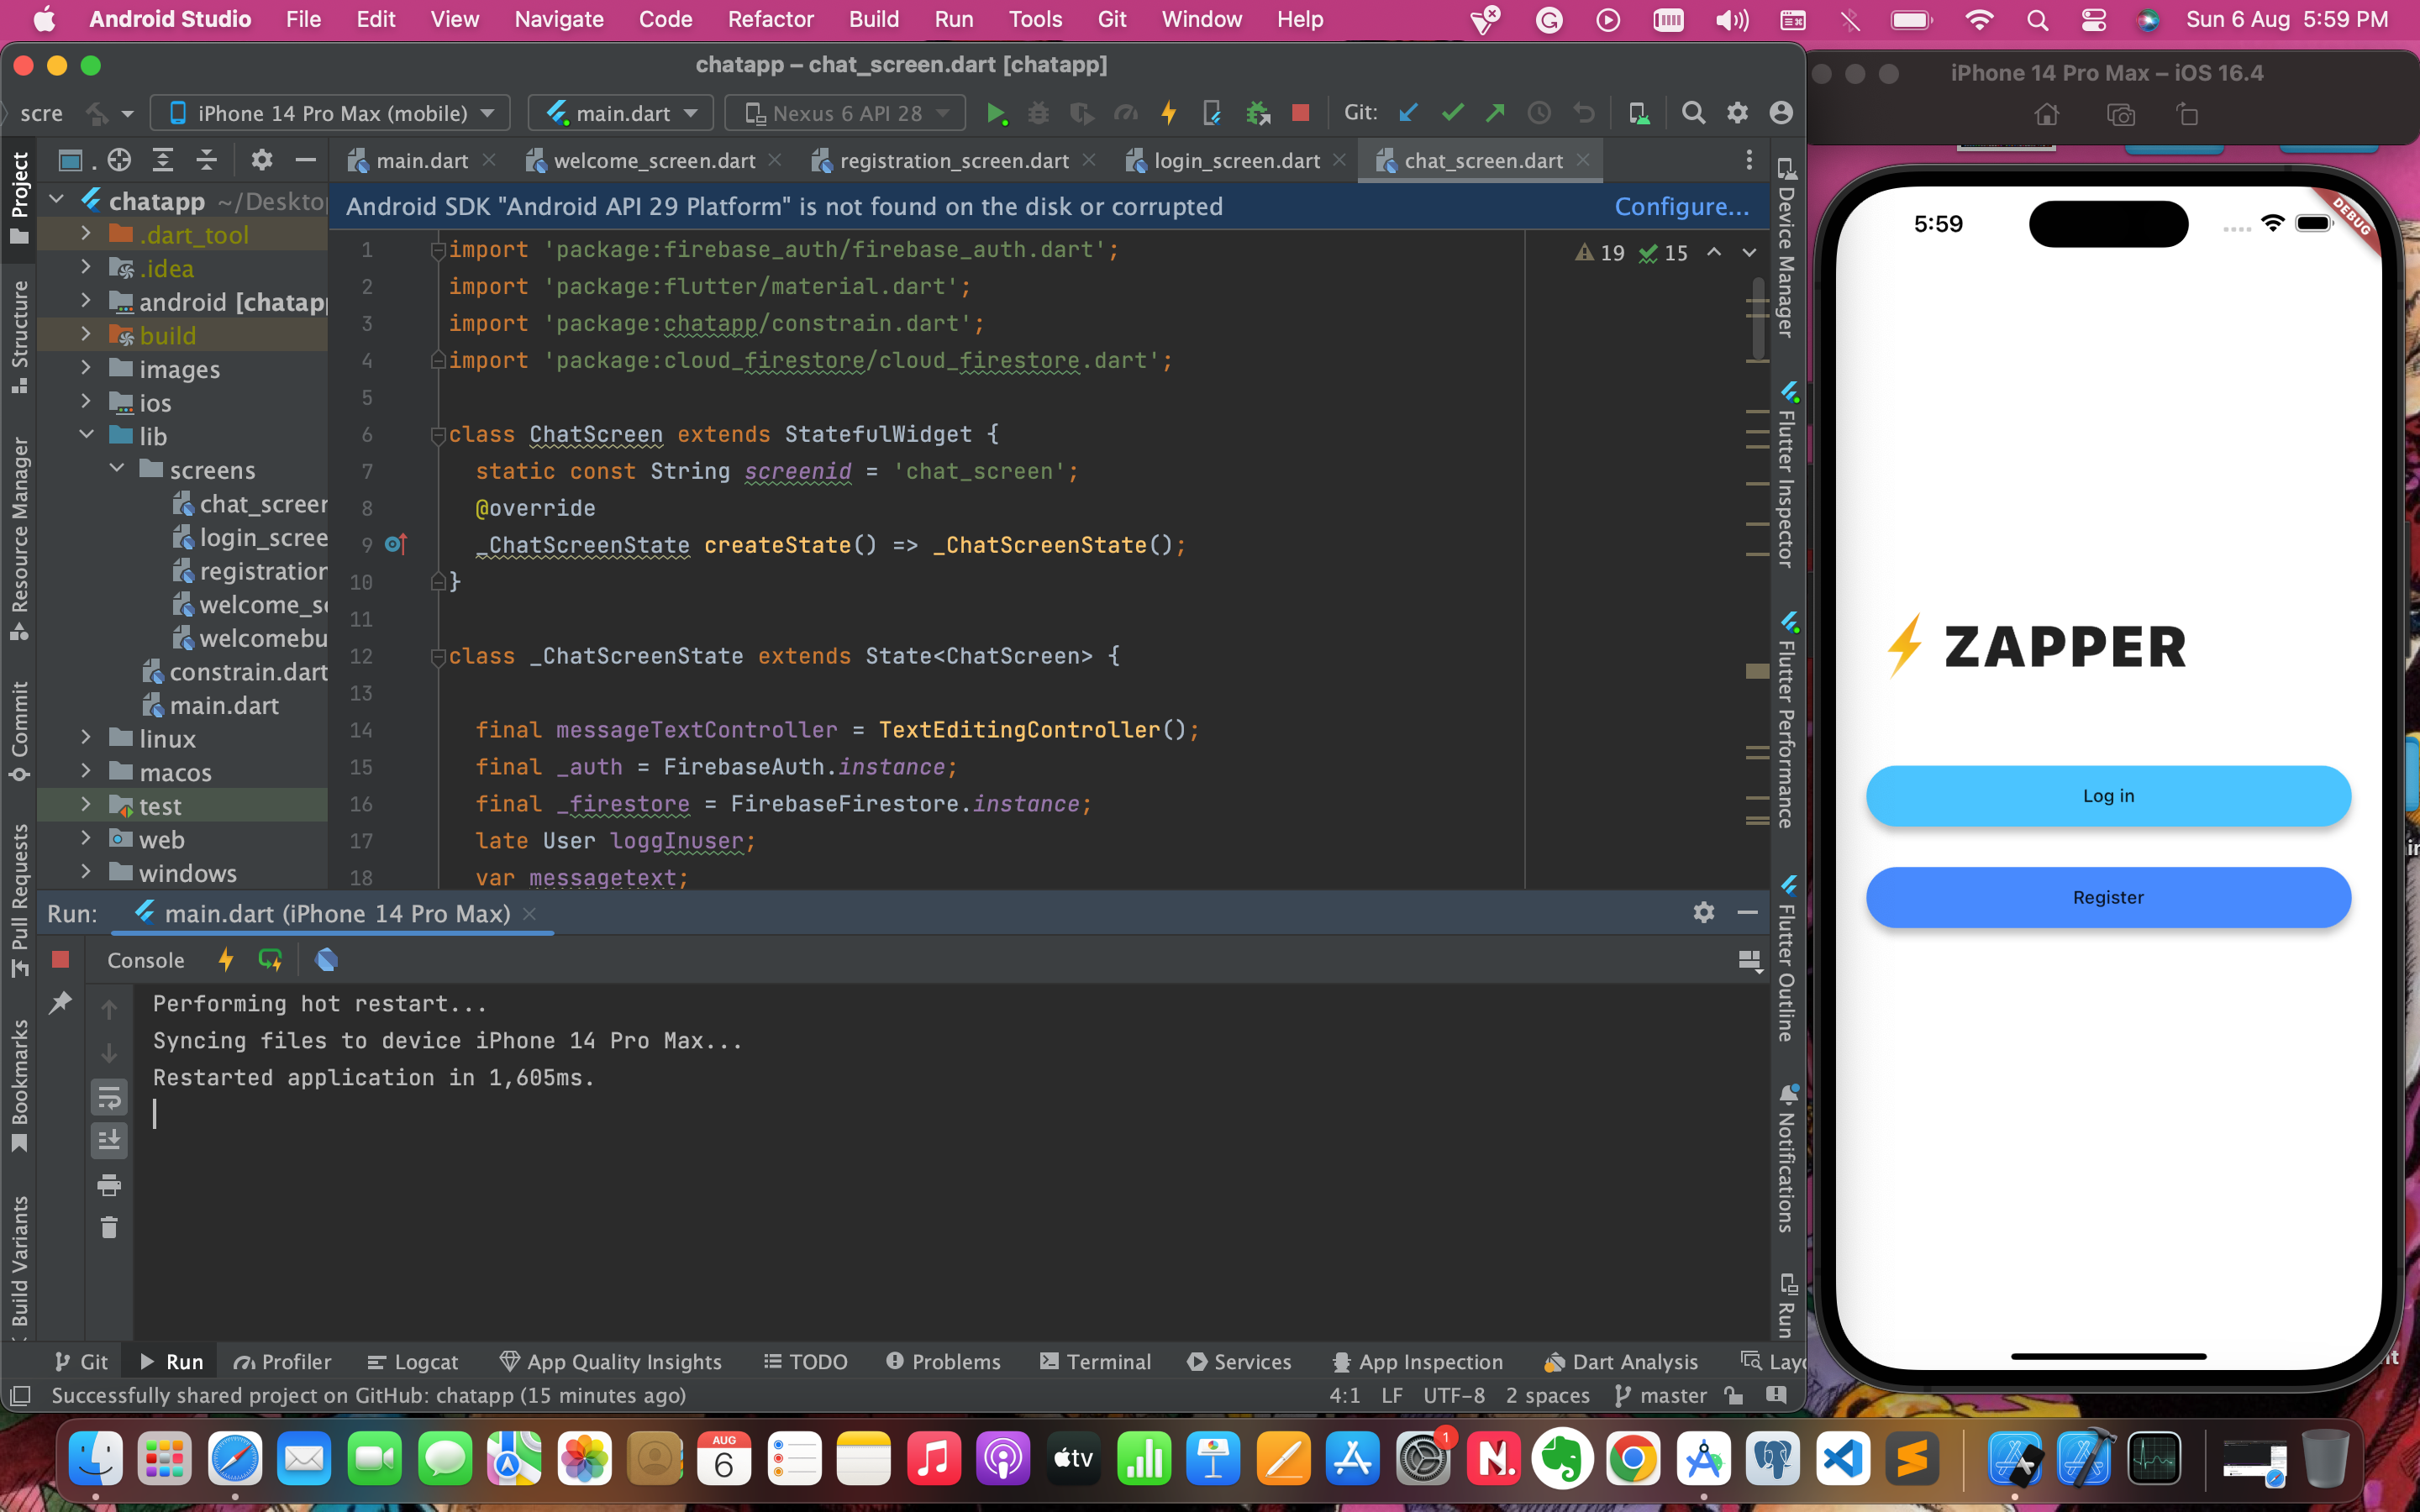 Android Studio File Edit View Navigate Code Refactor Build Run Tools Git Window Help Sun 6 Aug 5:59 PM
chatapp – chat_screen.dart [chatapp]
scre iPhone 14 Pro Max (mobile) main.dart Nexus 6 API 28 Git:
main.dart welcome_screen.dart registration_screen.dart login_screen.dart chat_screen.dart
Android SDK "Android API 29 Platform" is not found on the disk or corrupted Configure...
Project
Structure
Resource Manager
Commit
Pull Requests
Bookmarks
Build Variants
chatapp ~/Deskto
.dart_tool
.idea
android [chatap
build
images
ios
lib
screens
chat_screen
login_scree
registration
welcome_s
welcomebu
constrain.dart
main.dart
linux
macos
test
web
windows
19 15
1 import 'package:firebase_auth/firebase_auth.dart';
2 import 'package:flutter/material.dart';
3 import 'package:chatapp/constrain.dart';
4 import 'package:cloud_firestore/cloud_firestore.dart';
5
6 class ChatScreen extends StatefulWidget {
7 static const String screenid = 'chat_screen';
8 @override
9 _ChatScreenState createState() => _ChatScreenState();
10 }
11
12 class _ChatScreenState extends State<ChatScreen> {
13
14 final messageTextController = TextEditingController();
15 final _auth = FirebaseAuth.instance;
16 final _firestore = FirebaseFirestore.instance;
17 late User loggInuser;
18 var messagetext;
Device Manager
Flutter Inspector
Flutter Performance
Flutter Outline
Notifications
Run
Run: main.dart (iPhone 14 Pro Max)
Console
Performing hot restart...
Syncing files to device iPhone 14 Pro Max...
Restarted application in 1,605ms.
Git Run Profiler Logcat App Quality Insights TODO Problems Terminal Services App Inspection Dart Analysis Layo
Successfully shared project on GitHub: chatapp (15 minutes ago) 4:1 LF UTF-8 2 spaces master
iPhone 14 Pro Max – iOS 16.4
5:59
DEBUG
ZAPPER
Log in
Register
AUG
6
tv
1